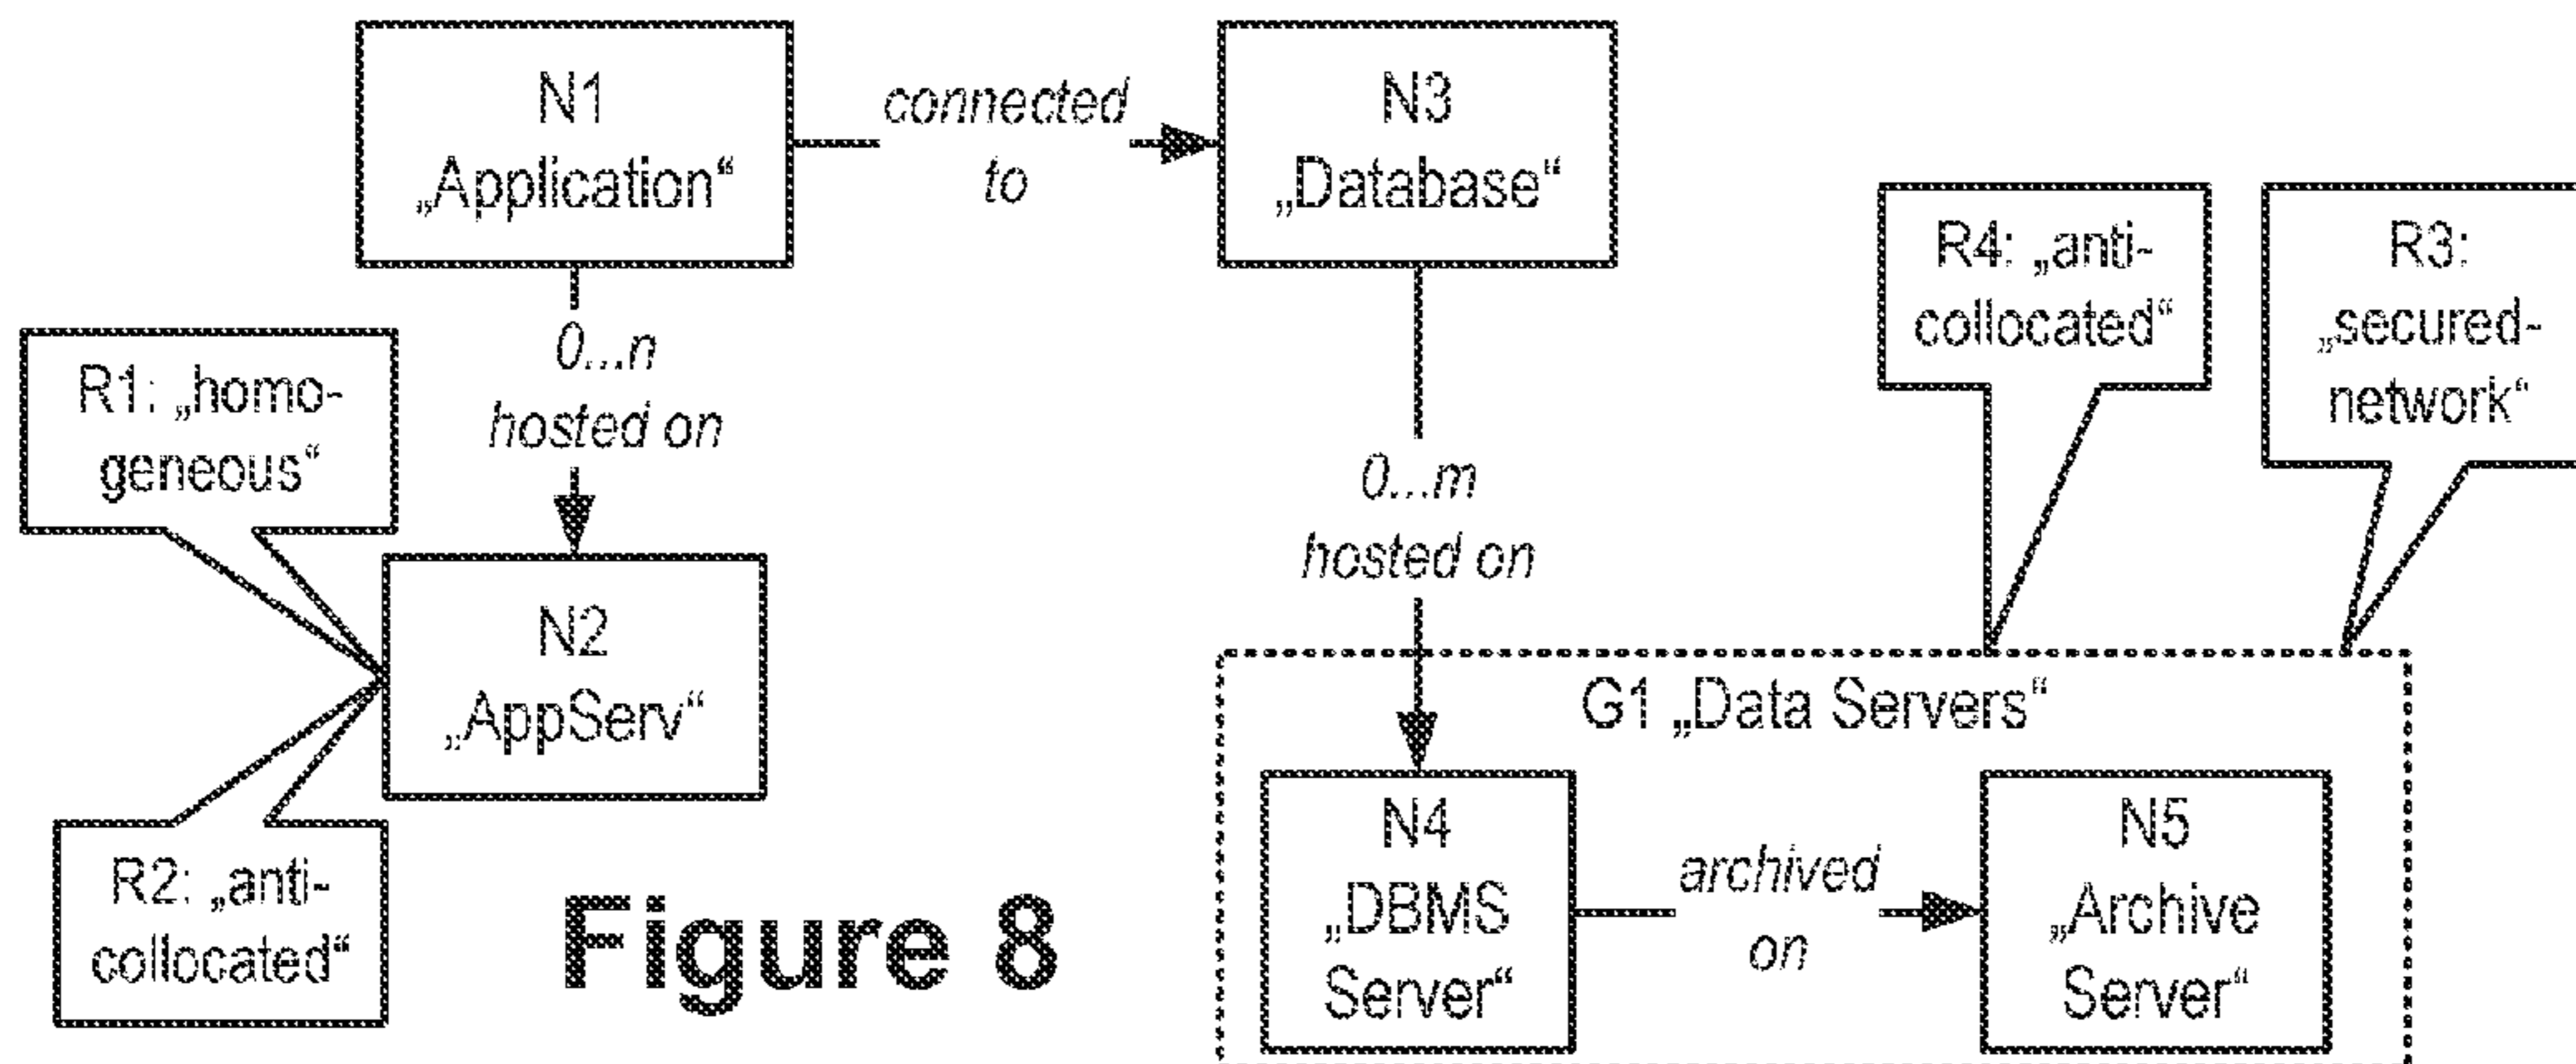 N1
„Application“
connected
to
N3
„Database“
R4: „anti-
collocated“
R3:
„secured-
network“
0...n
hosted on
R1: „homo-
geneous“
0...m
hosted on
N2
„AppServ“
G1 „Data Servers“
R2: „anti-
collocated“
N4
„DBMS
Server“
archived
on
N5
„Archive
Server“
Figure 8